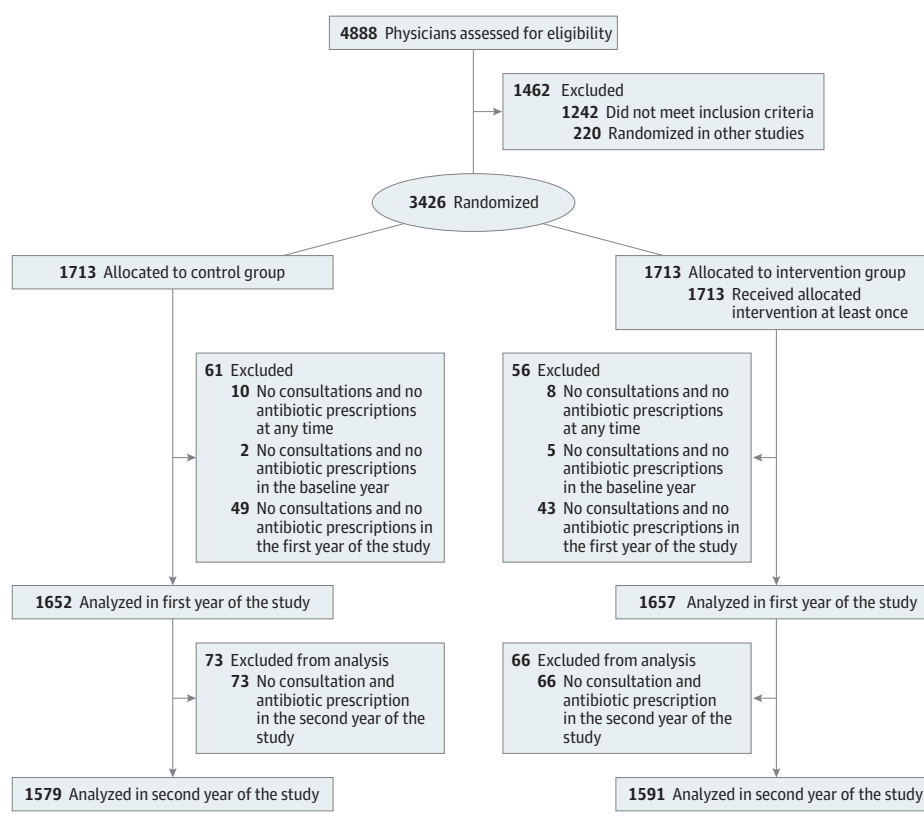 4888 Physicians assessed for eligibility
1462 Excluded
1242 Did not meet inclusion criteria
220 Randomized in other studies
3426 Randomized
1713 Allocated to control group
1713 Allocated to intervention group
1713 Received allocated
intervention at least once
61 Excluded
10 No consultations and no
antibiotic prescriptions
at any time
2 No consultations and no
antibiotic prescriptions
in the baseline year
49 No consultations and no
antibiotic prescriptions in
the first year of the study
56 Excluded
8 No consultations and no
antibiotic prescriptions
at any time
5 No consultations and no
antibiotic prescriptions
in the baseline year
43 No consultations and no
antibiotic prescriptions in
the first year of the study
1652 Analyzed in first year of the study
1657 Analyzed in first year of the study
73 Excluded from analysis
73 No consultation and
antibiotic prescription
in the second year of the
study
66 Excluded from analysis
66 No consultation and
antibiotic prescription
in the second year of the
study
1579 Analyzed in second year of the study
1591 Analyzed in second year of the study